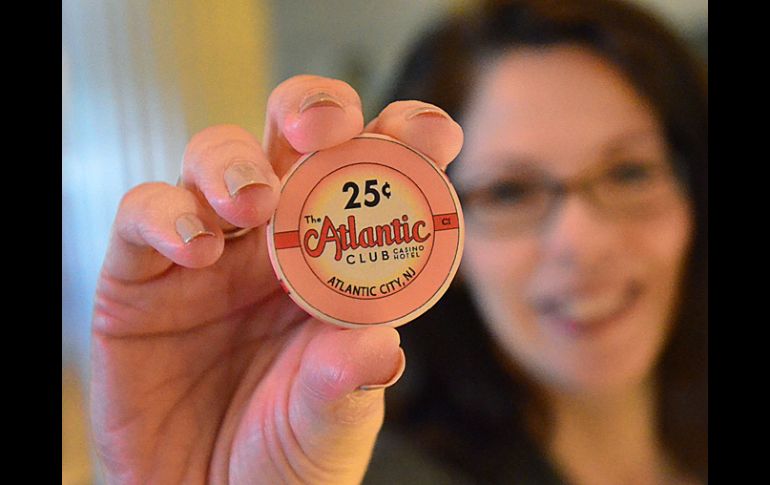 25¢
The
Atlantic
CLUB CASINO HOTEL
ATLANTIC CITY, NJ